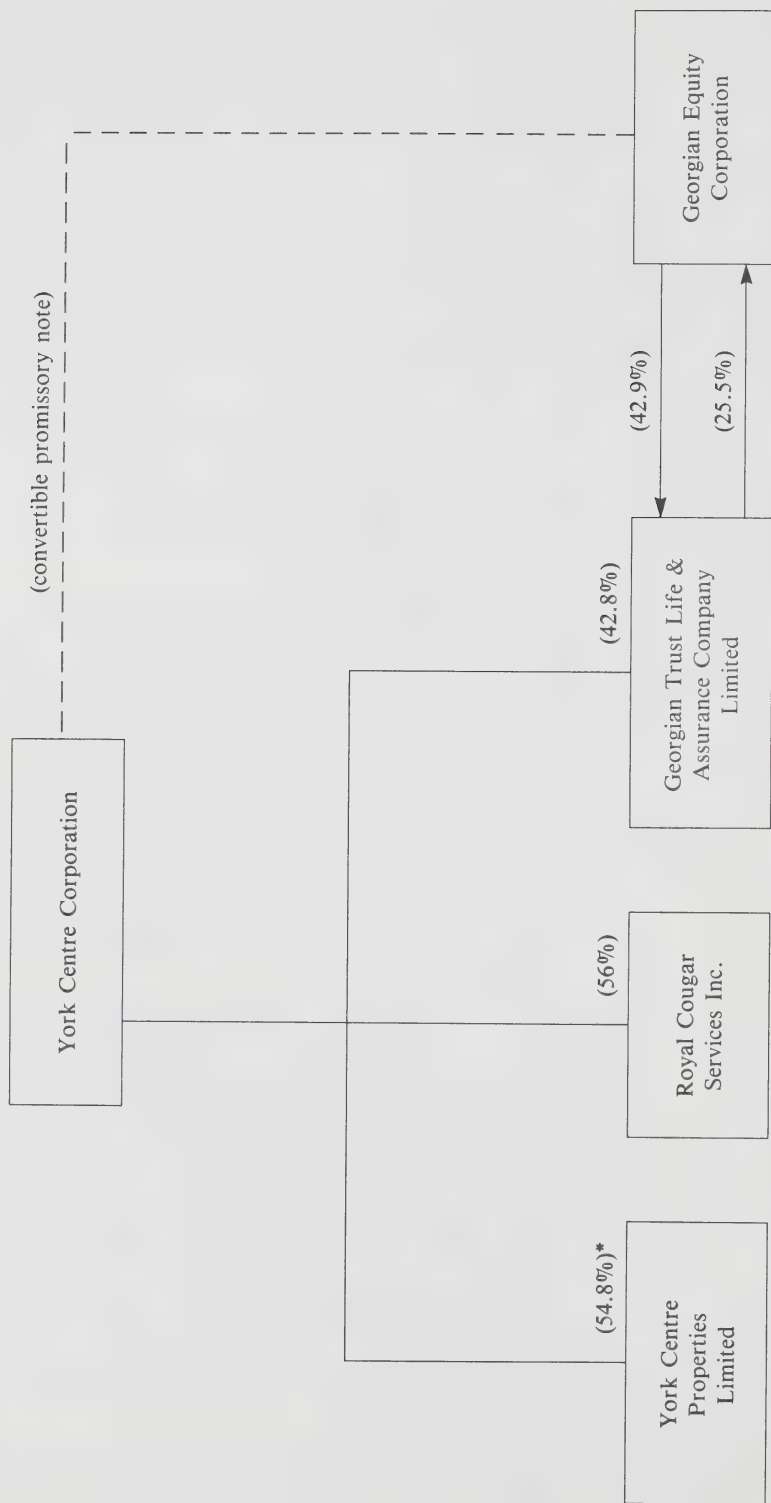 York Centre Corporation
(convertible promissory note)
(54.8%)*
York Centre
Properties
Limited
(56%)
Royal Cougar
Services Inc.
(42.8%)
Georgian Trust Life &
Assurance Company
Limited
(42.9%)
(25.5%)
Georgian Equity
Corporation